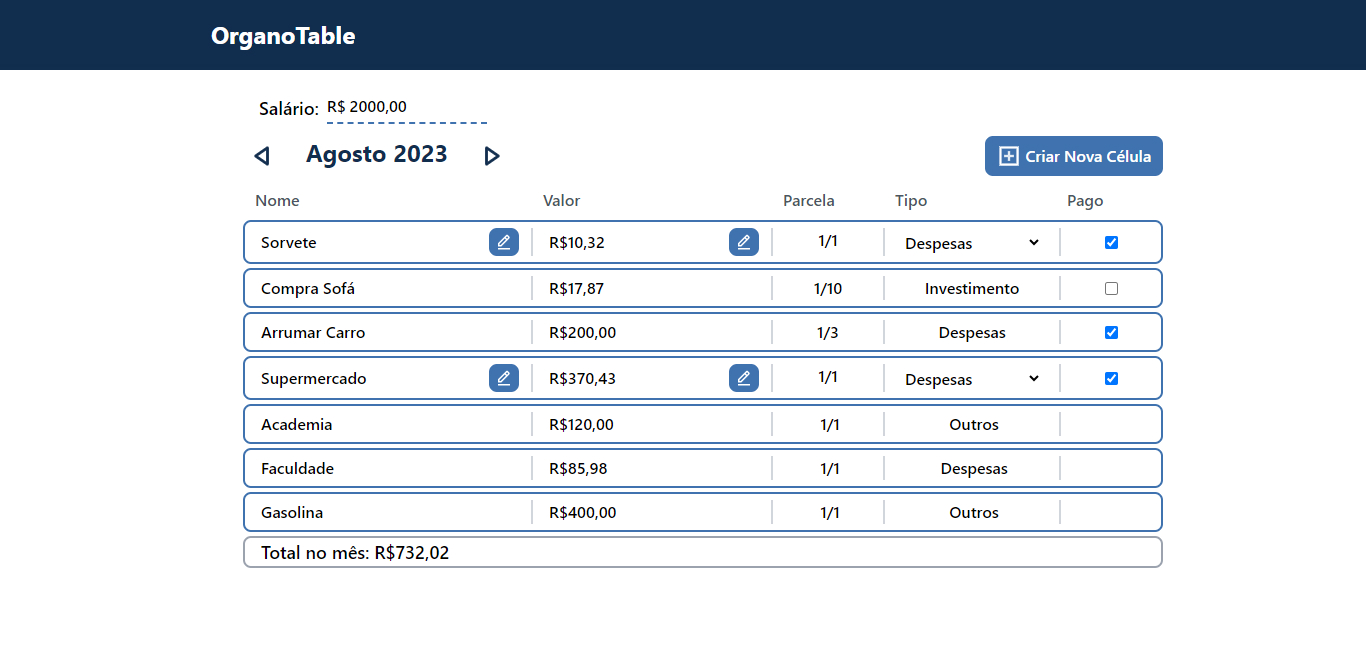 OrganoTable
Salário: R$ 2000,00
Agosto 2023
Criar Nova Célula
Nome Valor Parcela Tipo Pago
Sorvete R$10,32 1/1 Despesas
Compra Sofá R$17,87 1/10 Investimento
Arrumar Carro R$200,00 1/3 Despesas
Supermercado R$370,43 1/1 Despesas
Academia R$120,00 1/1 Outros
Faculdade R$85,98 1/1 Despesas
Gasolina R$400,00 1/1 Outros
Total no mês: R$732,02